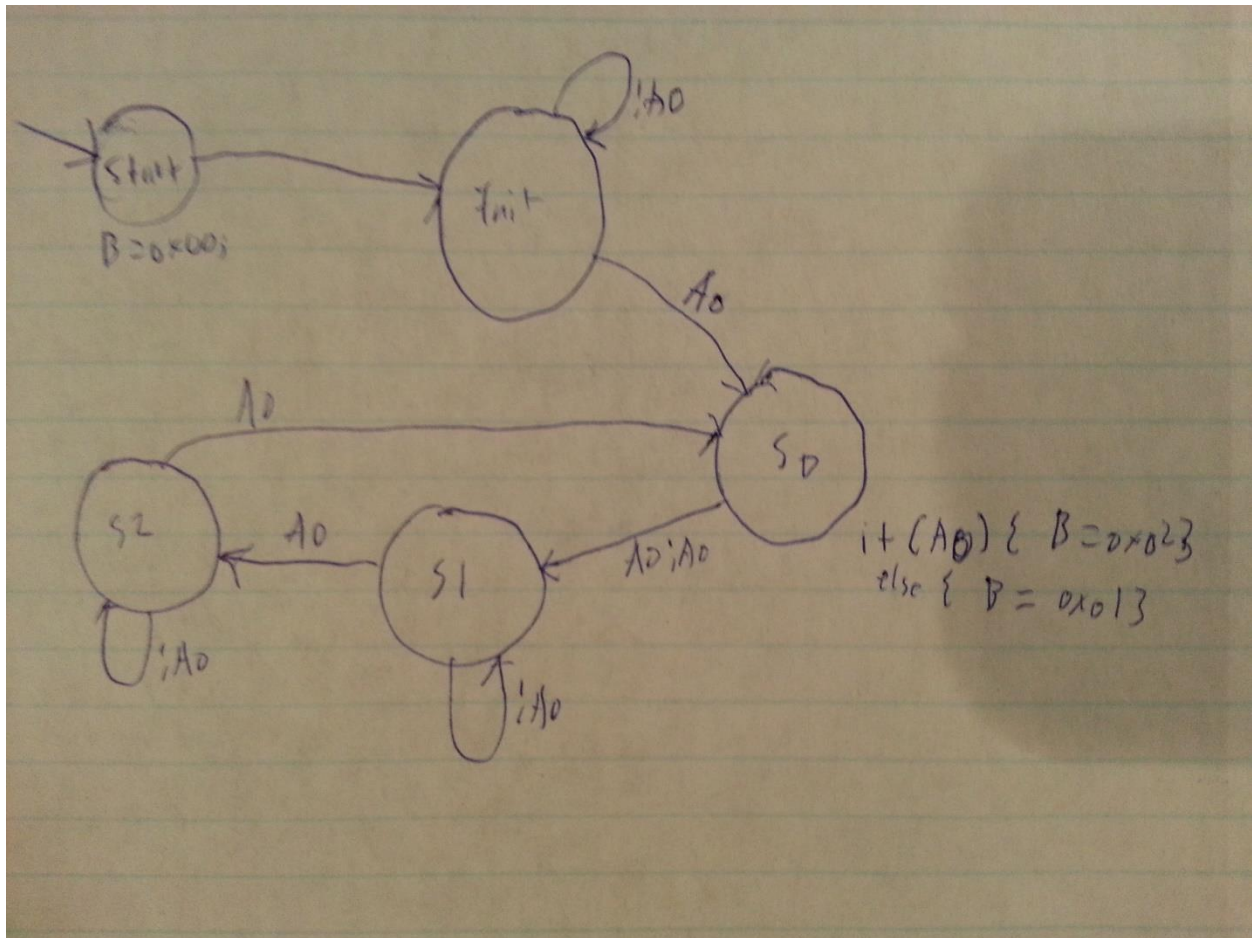 !A0
Start
Init
B=0x00;
A0
A0
S0
S2
A0
S1
A0;A0
if (A0) { B=0x02}
else { B = 0x01}
!A0
!A0